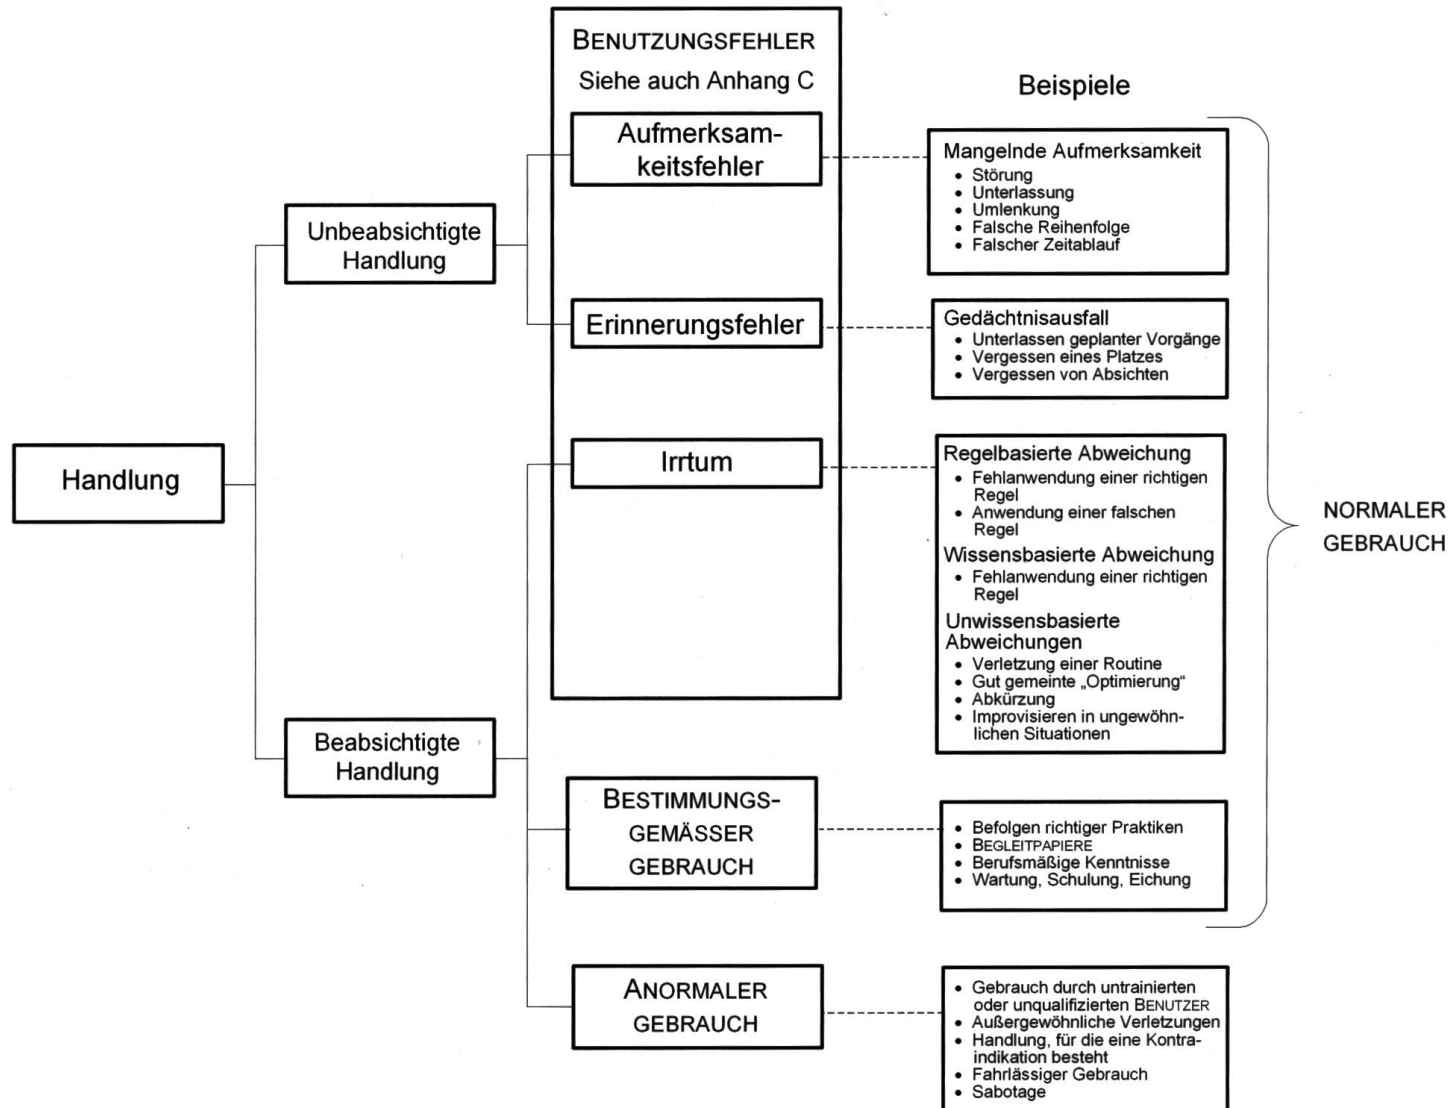 BENUTZUNGSFEHLER
Siehe auch Anhang C
Beispiele
Aufmerksam-
keitsfehler
Mangelnde Aufmerksamkeit
• Störung
• Unterlassung
• Umlenkung
• Falsche Reihenfolge
• Falscher Zeitablauf
Unbeabsichtigte
Handlung
Erinnerungsfehler
Gedächtnisausfall
• Unterlassen geplanter Vorgänge
• Vergessen eines Platzes
• Vergessen von Absichten
Handlung
Irrtum
Regelbasierte Abweichung
• Fehlanwendung einer richtigen
Regel
• Anwendung einer falschen
Regel
Wissensbasierte Abweichung
• Fehlanwendung einer richtigen
Regel
Unwissensbasierte
Abweichungen
• Verletzung einer Routine
• Gut gemeinte „Optimierung“
• Abkürzung
• Improvisieren in ungewöhn-
lichen Situationen
NORMALER
GEBRAUCH
Beabsichtigte
Handlung
BESTIMMUNGS-
GEMÄSSER
GEBRAUCH
• Befolgen richtiger Praktiken
• BEGLEITPAPIERE
• Berufsmäßige Kenntnisse
• Wartung, Schulung, Eichung
ANORMALER
GEBRAUCH
• Gebrauch durch untrainierten
oder unqualifizierten BENUTZER
• Außergewöhnliche Verletzungen
• Handlung, für die eine Kontra-
indikation besteht
• Fahrlässiger Gebrauch
• Sabotage